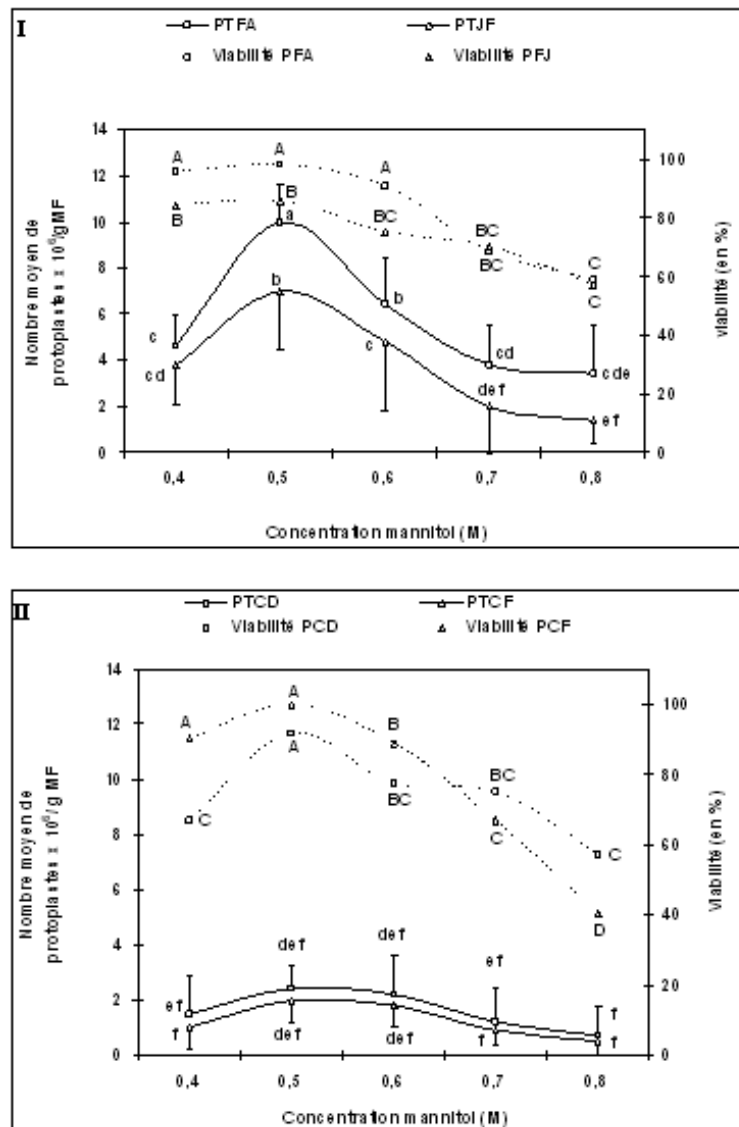 I
PTFA PTJF
Viabilité PFA Viabilité PFJ
Nombre moyen de
protoplastes x 10⁶/gMF
14
12
10
8
6
4
2
0
A A A
B B BC BC C
BC C
a
c b
b
cd c cd cde
def ef
100
80
60
40
20
0
viabilité (en %)
0,4 0,5 0,6 0,7 0,8
Concentration mannitol (M)
II
PTCD PTCF
Viabilité PCD Viabilité PCF
Nombre moyen de
protoplastes x 10⁶/g MF
14
12
10
8
6
4
2
0
A A B
C A BC BC C
C D
def def ef
ef f
f def def f f
100
80
60
40
20
0
Viabilité (en %)
0,4 0,5 0,6 0,7 0,8
Concentration mannitol (M)